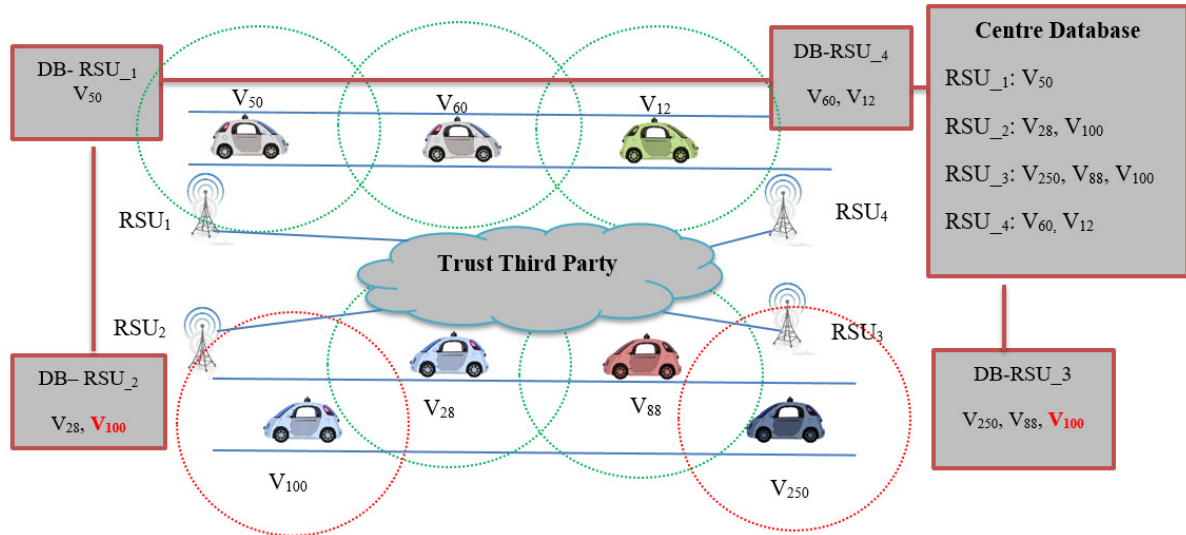 DB- RSU_1
V₅₀
DB-RSU_4
V₆₀, V₁₂
Centre Database
RSU_1: V₅₀
RSU_2: V₂₈, V₁₀₀
RSU_3: V₂₅₀, V₈₈, V₁₀₀
RSU_4: V₆₀, V₁₂
V₅₀
V₆₀
V₁₂
RSU₁
RSU₄
Trust Third Party
RSU₂
RSU₃
DB– RSU_2
V₂₈, V₁₀₀
V₂₈
V₈₈
V₁₀₀
V₂₅₀
DB-RSU_3
V₂₅₀, V₈₈, V₁₀₀